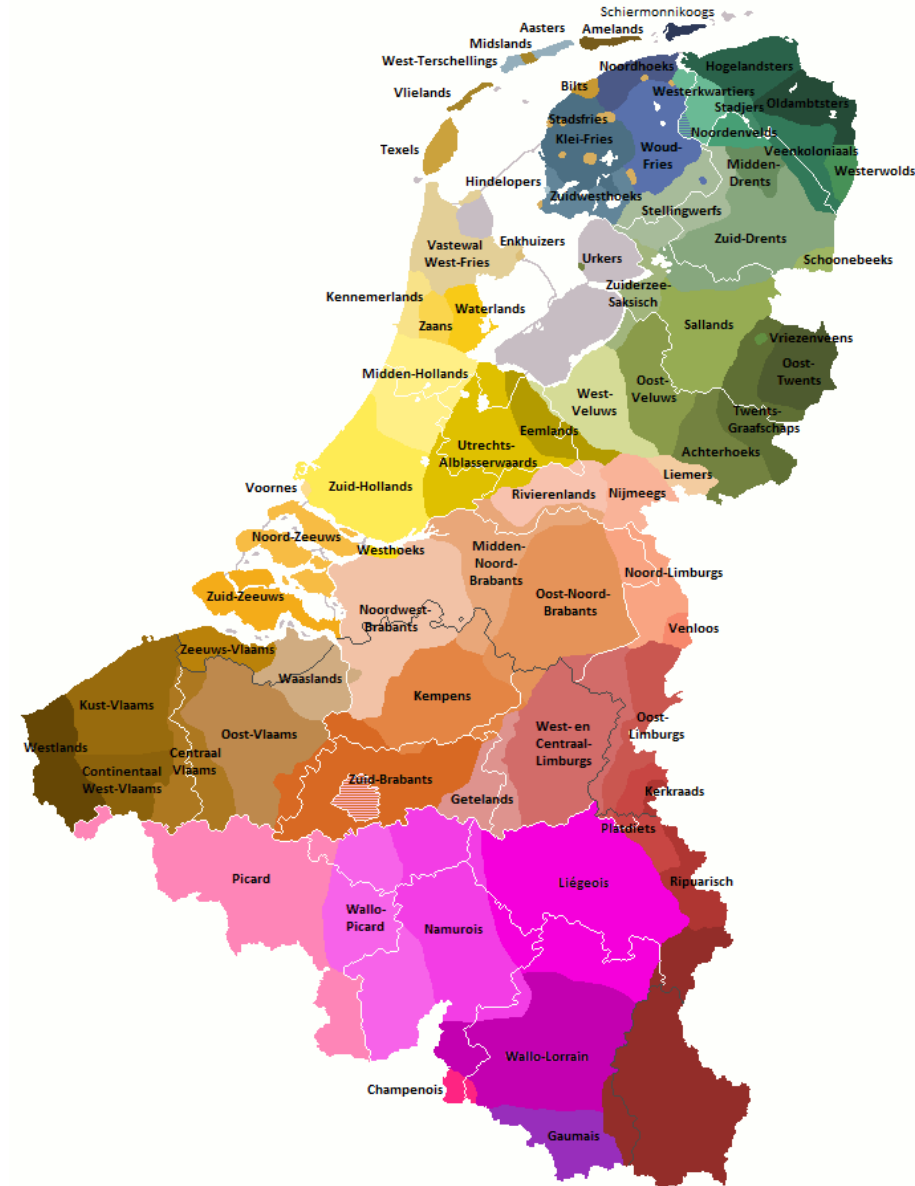 Schiermonnikoogs
Aasters
Amelands
Midslands
West-Terschellings
Noordhoeks
Hogelandsters
Bilts
Westerkwartiers
Vlielands
Stadjers
Oldambtsters
Stadsfries
Noordenvelds
Klei-Fries
Texels
Woud-
Fries
Veenkoloniaals
Midden-
Drents
Westerwolds
Hindelopers
Zuidwesthoeks
Stellingwerfs
Vastewal
West-Fries
Enkhuizers
Zuid-Drents
Urkers
Schoonebeeks
Zuiderzee-
Saksisch
Kennemerlands
Waterlands
Zaans
Sallands
Vriezenveens
Oost-
Twents
Midden-Hollands
West-
Veluws
Oost-
Veluws
Twents-
Graafschaps
Eemlands
Utrechts-
Alblasserwaards
Achterhoeks
Liemers
Voornes
Zuid-Hollands
Rivierenlands
Nijmeegs
Noord-Zeeuws
Westhoeks
Midden-
Noord-
Brabants
Noord-Limburgs
Zuid-Zeeuws
Oost-Noord-
Brabants
Noordwest-
Brabants
Venloos
Zeeuws-Vlaams
Waaslands
Kempens
Kust-Vlaams
Oost-Vlaams
West- en
Centraal-
Limburgs
Oost-
Limburgs
Westlands
Centraal
Vlaams
Continentaal
West-Vlaams
Zuid-Brabants
Getelands
Kerkraads
Platdiets
Picard
Liégeois
Ripuarisch
Wallo-
Picard
Namurois
Wallo-Lorrain
Champenois
Gaumais